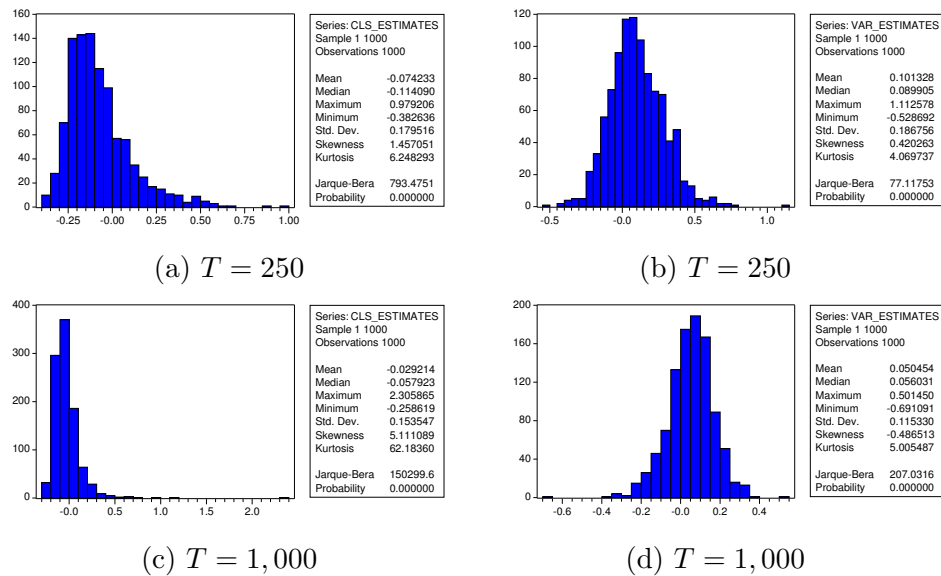 160
140
120
100
80
60
40
20
0
-0.25 -0.00 0.25 0.50 0.75 1.00
Series: CLS_ESTIMATES
Sample 1 1000
Observations 1000
Mean -0.074233
Median -0.114090
Maximum 0.979206
Minimum -0.382636
Std. Dev. 0.179516
Skewness 1.457051
Kurtosis 6.248293
Jarque-Bera 793.4751
Probability 0.000000
(a) T = 250
120
100
80
60
40
20
0
-0.5 -0.0 0.5 1.0
Series: VAR_ESTIMATES
Sample 1 1000
Observations 1000
Mean 0.101328
Median 0.089905
Maximum 1.112578
Minimum -0.528692
Std. Dev. 0.186756
Skewness 0.420263
Kurtosis 4.069737
Jarque-Bera 77.11753
Probability 0.000000
(b) T = 250
400
300
200
100
0
-0.0 0.5 1.0 1.5 2.0
Series: CLS_ESTIMATES
Sample 1 1000
Observations 1000
Mean -0.029214
Median -0.057923
Maximum 2.305865
Minimum -0.258619
Std. Dev. 0.153547
Skewness 5.111089
Kurtosis 62.18360
Jarque-Bera 150299.6
Probability 0.000000
(c) T = 1,000
200
160
120
80
40
0
-0.6 -0.4 -0.2 -0.0 0.2 0.4
Series: VAR_ESTIMATES
Sample 1 1000
Observations 1000
Mean 0.050454
Median 0.056031
Maximum 0.501450
Minimum -0.691091
Std. Dev. 0.115330
Skewness -0.486513
Kurtosis 5.005487
Jarque-Bera 207.0316
Probability 0.000000
(d) T = 1,000